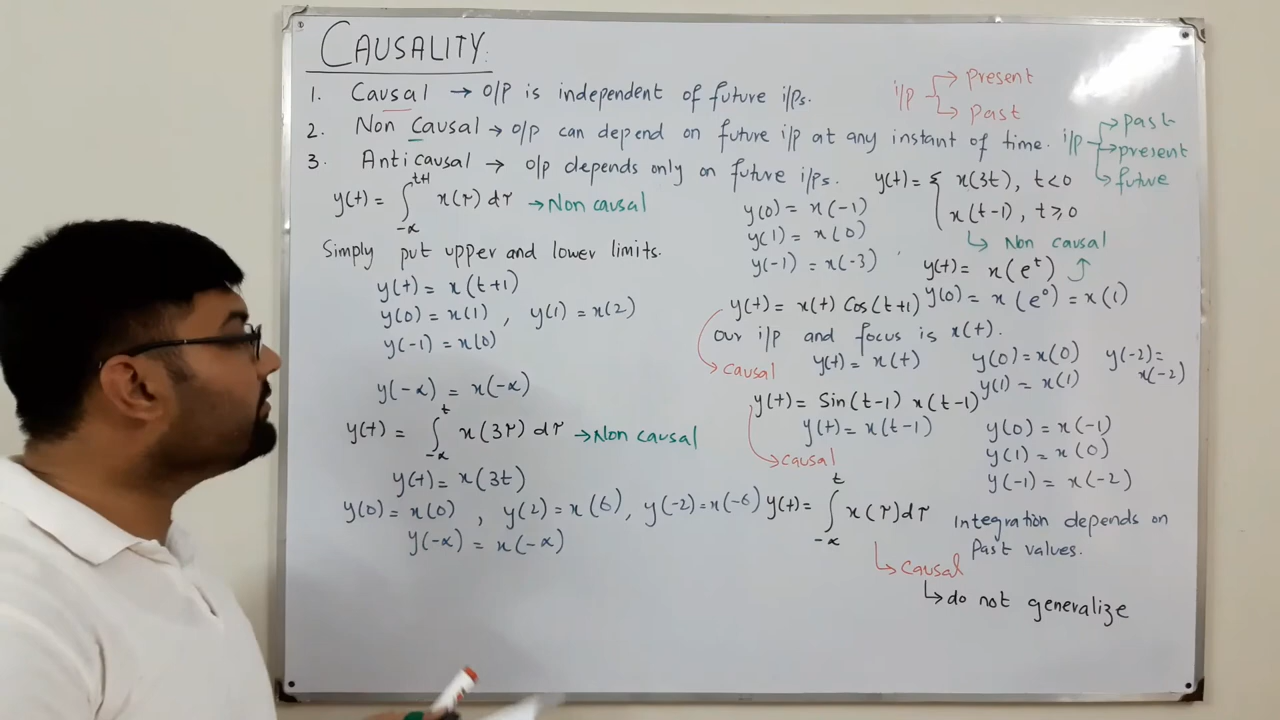 CAUSALITY:
1. Causal → O/P is independent of future i/ps.
i/p → present
→ past
2. Non Causal → O/P can depend on future i/p at any instant of time.
i/p → past
→ present
→ future
3. Anticausal → O/P depends only on future i/ps.
y(t) = ∫_{-∝}^{t+1} x(τ) dτ → Non causal
Simply put upper and lower limits.
y(t) = x(t+1)
y(0) = x(1) , y(1) = x(2)
y(-1) = x(0)
y(-∝) = x(-∝)
y(t) = ∫_{-∝}^{t} x(3τ) dτ → Non causal
y(t) = x(3t)
y(0) = x(0) , y(2) = x(6) , y(-2) = x(-6)
y(-∝) = x(-∝)
y(t) = { x(3t), t<0
x(t-1), t≥0
↳ Non causal
y(0) = x(-1)
y(1) = x(0)
y(-1) = x(-3)
y(t) = x(e^t)
y(0) = x(e^0) = x(1)
y(t) = x(t) Cos(t+1)
Our i/p and focus is x(t).
→ causal
y(t) = x(t)
y(0) = x(0)
y(1) = x(1)
y(-2) = x(-2)
y(t) = Sin(t-1) x(t-1)
y(t) = x(t-1)
→ causal
y(0) = x(-1)
y(1) = x(0)
y(-1) = x(-2)
y(t) = ∫_{-∝}^{t} x(τ) dτ
Integration depends on
Past values.
↳ causal
↳ do not generalize